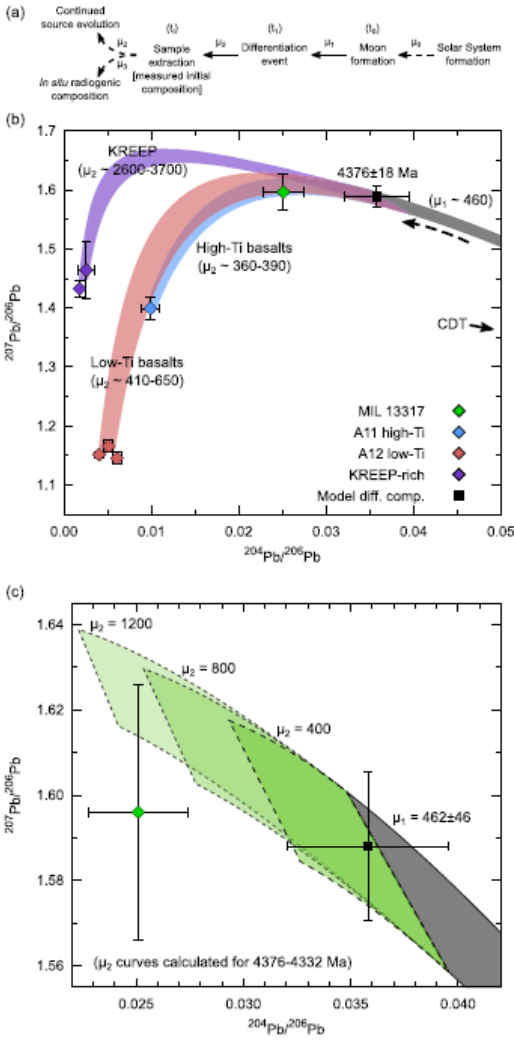 (a)
Continued
source evolution
In situ radiogenic
composition
μ₂
μ₃
(tᵢ)
Sample
extraction
[measured initial
composition]
μ₂
(t₁)
Differentiation
event
μ₁
(t₀)
Moon
formation
μ₀
Solar System
formation
(b)
1.7
1.6
1.5
1.4
1.3
1.2
1.1
²⁰⁷Pb/²⁰⁶Pb
KREEP
(μ₂ ~ 2600-3700)
4376±18 Ma
(μ₁ ~ 460)
High-Ti basalts
(μ₂ ~ 360-390)
CDT
Low-Ti basalts
(μ₂ ~ 410-650)
MIL 13317
A11 high-Ti
A12 low-Ti
KREEP-rich
Model diff. comp.
0.00 0.01 0.02 0.03 0.04 0.05
²⁰⁴Pb/²⁰⁶Pb
(c)
1.64
1.62
1.60
1.58
1.56
²⁰⁷Pb/²⁰⁶Pb
μ₂ = 1200
μ₂ = 800
μ₂ = 400
μ₁ = 462±46
(μ₂ curves calculated for 4376-4332 Ma)
0.025 0.030 0.035 0.040
²⁰⁴Pb/²⁰⁶Pb